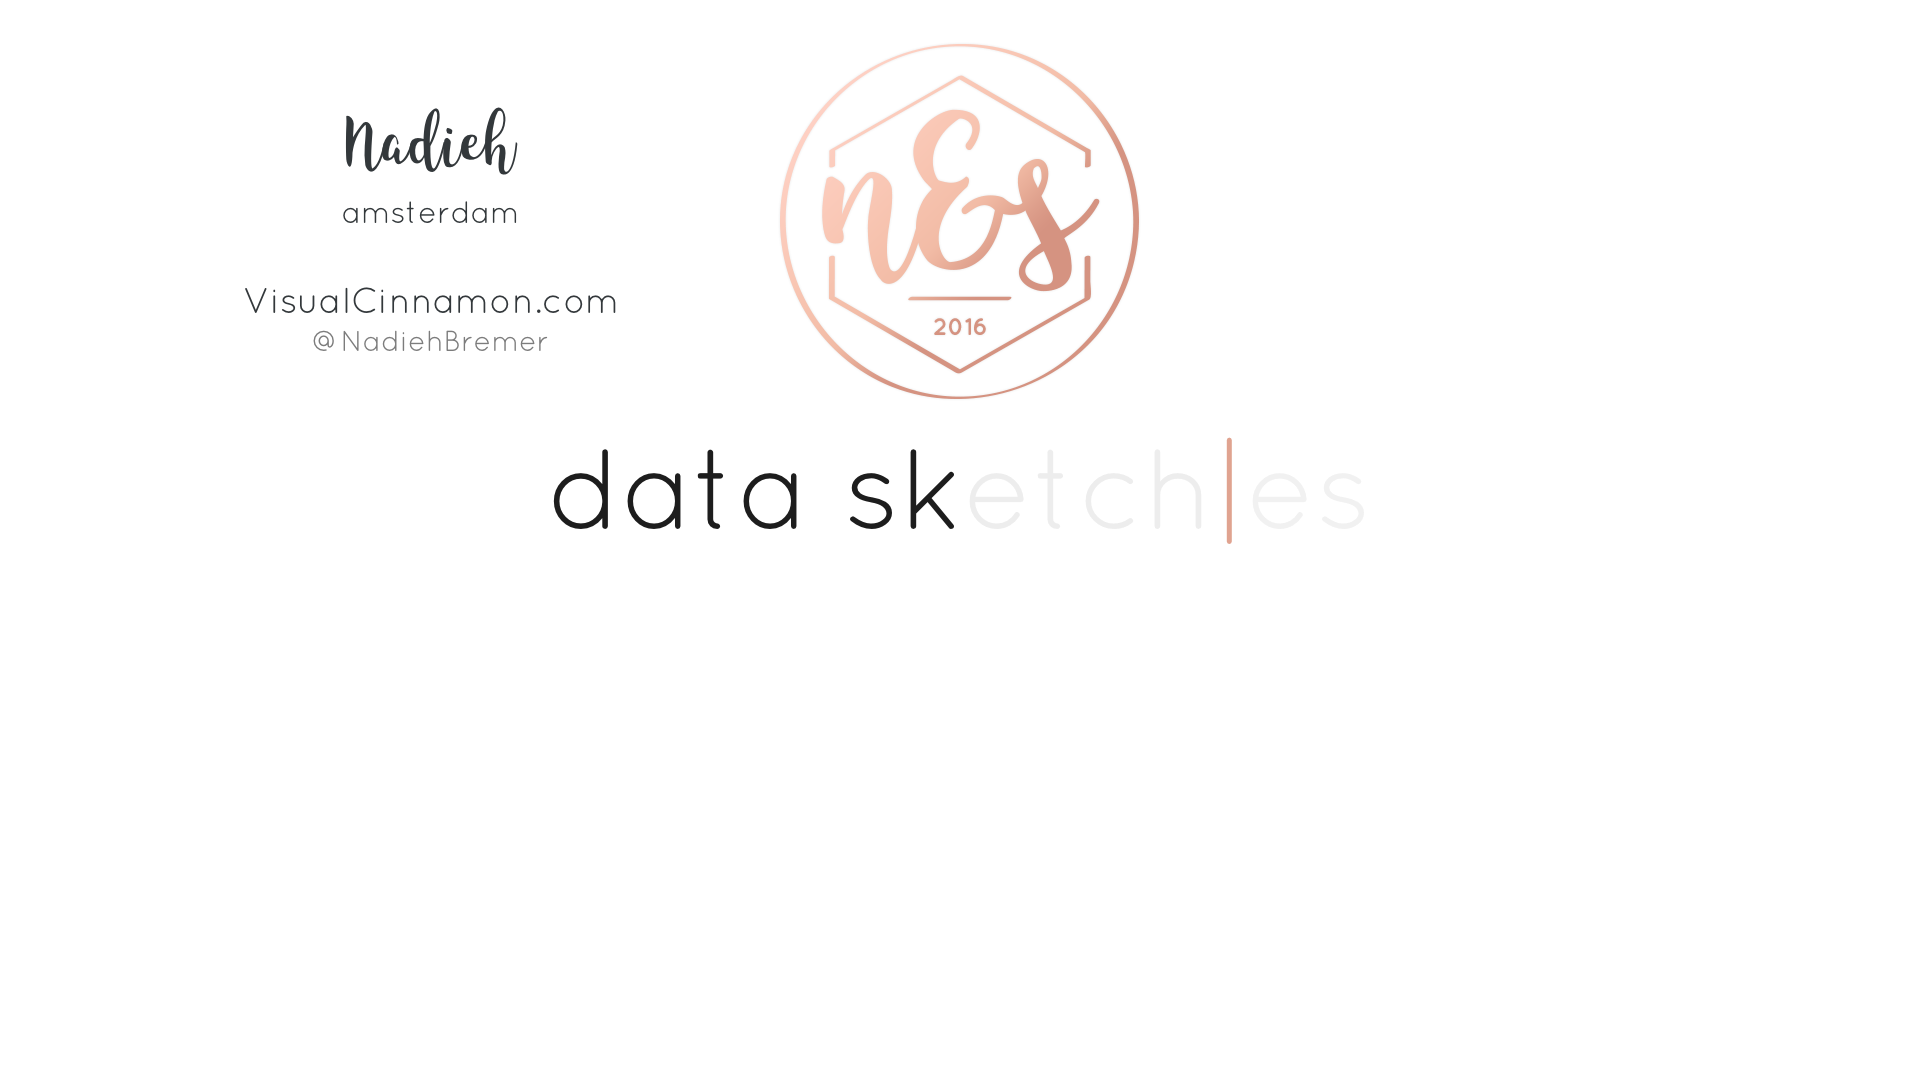 Nadieh
amsterdam
VisualCinnamon.com
@NadiehBremer
n&s
2016
data sketch|es